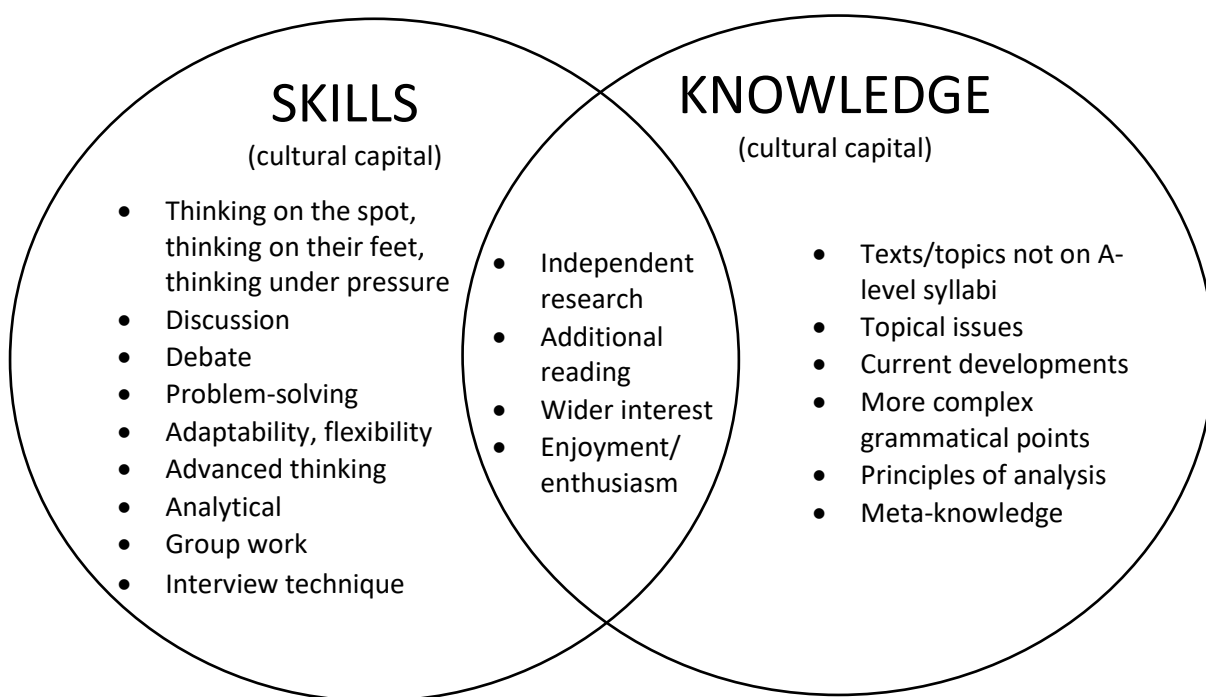 SKILLS
(cultural capital)
• Thinking on the spot,
thinking on their feet,
thinking under pressure
• Discussion
• Debate
• Problem-solving
• Adaptability, flexibility
• Advanced thinking
• Analytical
• Group work
• Interview technique
• Independent
research
• Additional
reading
• Wider interest
• Enjoyment/
enthusiasm
KNOWLEDGE
(cultural capital)
• Texts/topics not on A-
level syllabi
• Topical issues
• Current developments
• More complex
grammatical points
• Principles of analysis
• Meta-knowledge